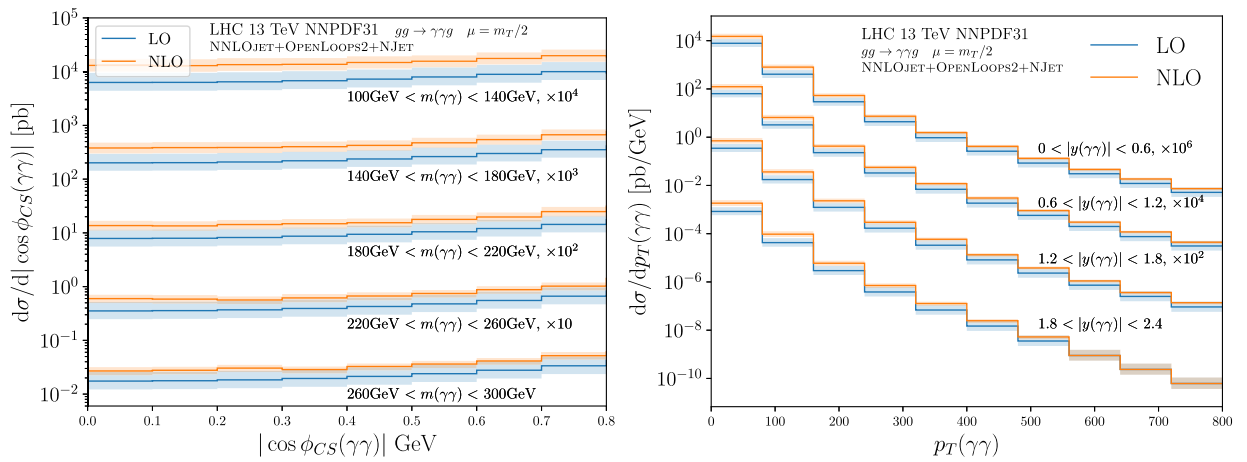 LHC 13 TeV NNPDF31 gg → γγg μ = m_T/2
NNLOJET+OPENLOOPS2+NJET
LO
NLO
100GeV < m(γγ) < 140GeV, ×10^4
140GeV < m(γγ) < 180GeV, ×10^3
180GeV < m(γγ) < 220GeV, ×10^2
220GeV < m(γγ) < 260GeV, ×10
260GeV < m(γγ) < 300GeV
dσ/d|cos ϕ_CS(γγ)| [pb]
10^5
10^4
10^3
10^2
10^1
10^0
10^−1
10^−2
0.0 0.1 0.2 0.3 0.4 0.5 0.6 0.7 0.8
|cos ϕ_CS(γγ)| GeV
LHC 13 TeV NNPDF31
gg → γγg μ = m_T/2
NNLOJET+OPENLOOPS2+NJET
LO
NLO
0 < |y(γγ)| < 0.6, ×10^6
0.6 < |y(γγ)| < 1.2, ×10^4
1.2 < |y(γγ)| < 1.8, ×10^2
1.8 < |y(γγ)| < 2.4
dσ/dp_T(γγ) [pb/GeV]
10^4
10^2
10^0
10^−2
10^−4
10^−6
10^−8
10^−10
0 100 200 300 400 500 600 700 800
p_T(γγ)